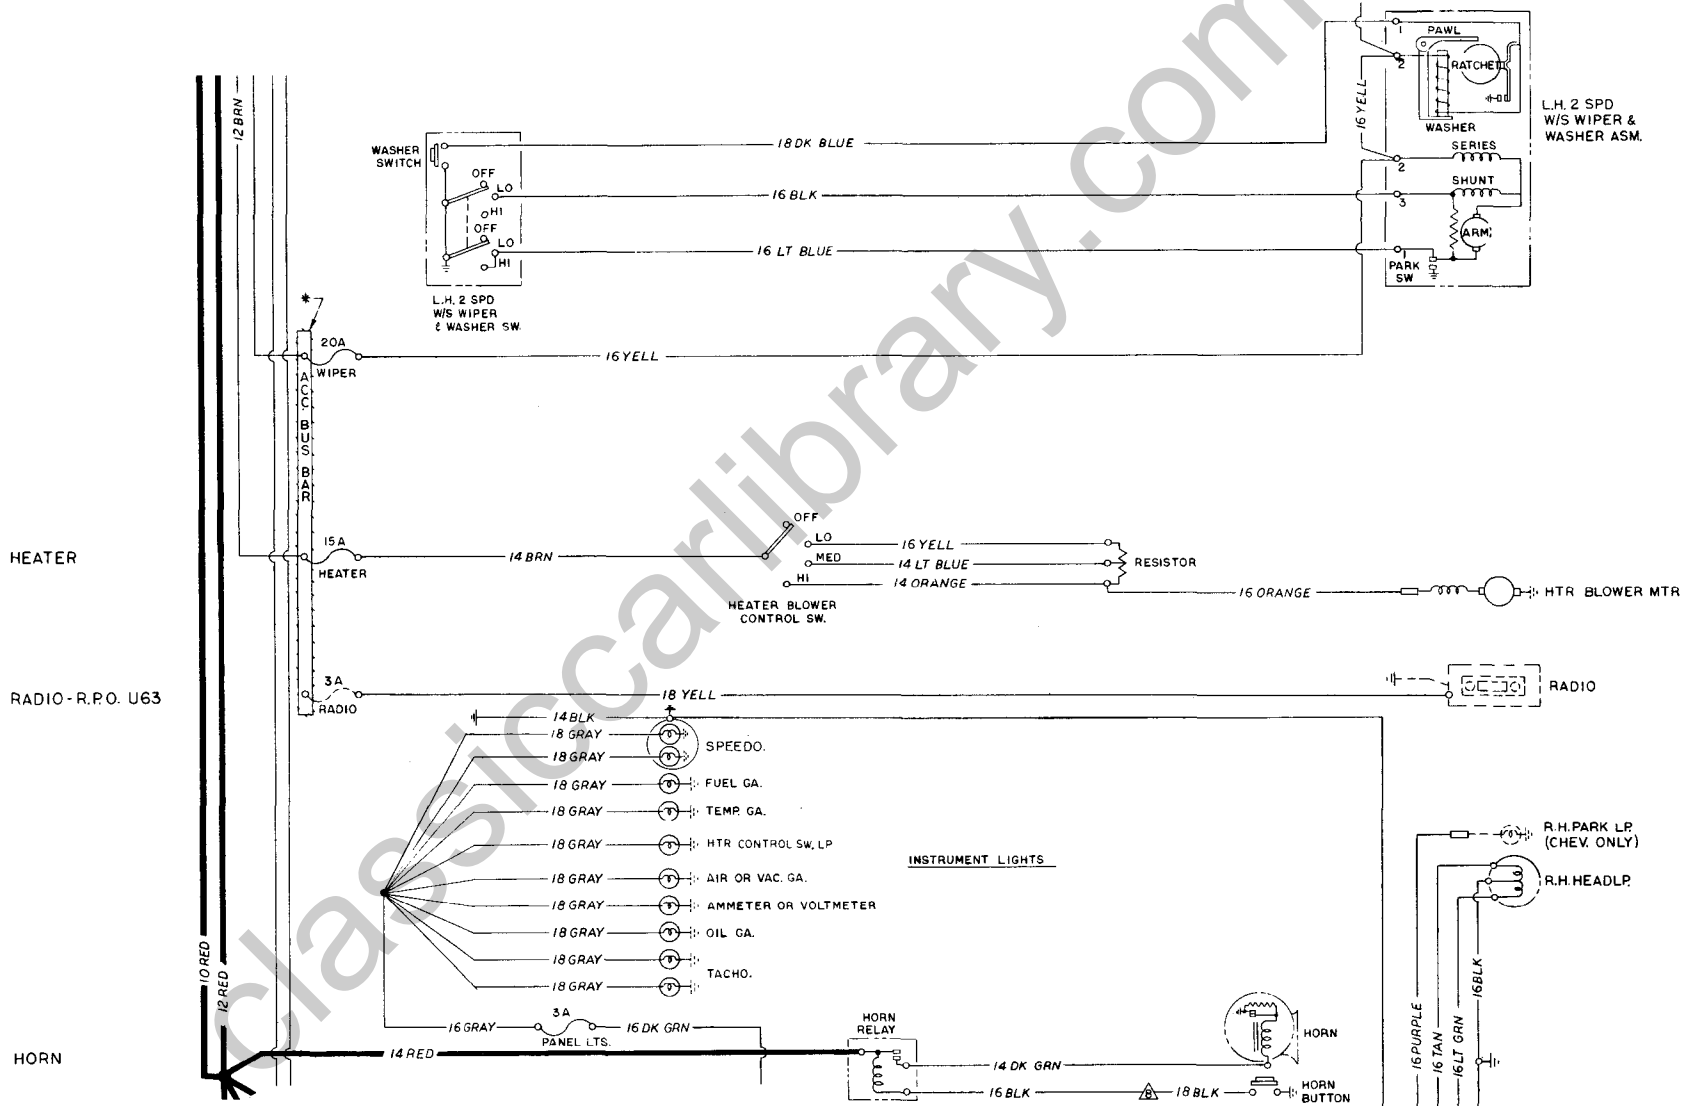 PAWL
RATCHET
WASHER
L.H. 2 SPD
W/S WIPER &
WASHER ASM.
1
2
16 YELL
12 BRN
WASHER
SWITCH
18 DK BLUE
OFF
LO
HI
16 BLK
OFF
LO
HI
16 LT BLUE
SERIES
2
SHUNT
3
ARM.
1
PARK
SW
L.H. 2 SPD
W/S WIPER
& WASHER SW.
*7
20A
WIPER
16 YELL
ACC. BUS BAR
HEATER
15 A
HEATER
14 BRN
OFF
LO
MED
HI
HEATER BLOWER
CONTROL SW.
16 YELL
14 LT BLUE
14 ORANGE
RESISTOR
16 ORANGE
HTR BLOWER MTR
RADIO - R.P.O. U63
3A
RADIO
18 YELL
RADIO
14 BLK
18 GRAY
18 GRAY
SPEEDO.
18 GRAY
FUEL GA.
18 GRAY
TEMP. GA.
18 GRAY
HTR CONTROL SW, LP
18 GRAY
AIR OR VAC. GA.
18 GRAY
AMMETER OR VOLTMETER
18 GRAY
OIL GA.
18 GRAY
18 GRAY
TACHO.
INSTRUMENT LIGHTS
R.H. PARK LP.
(CHEV. ONLY)
R.H. HEADLP.
10 RED
12 RED
16 PURPLE
16 TAN
16 LT GRN
16 BLK
16 GRAY
3A
PANEL LTS.
16 DK GRN
HORN
14 RED
HORN
RELAY
14 DK GRN
HORN
16 BLK
8
18 BLK
HORN
BUTTON
classiccarlibrary.com